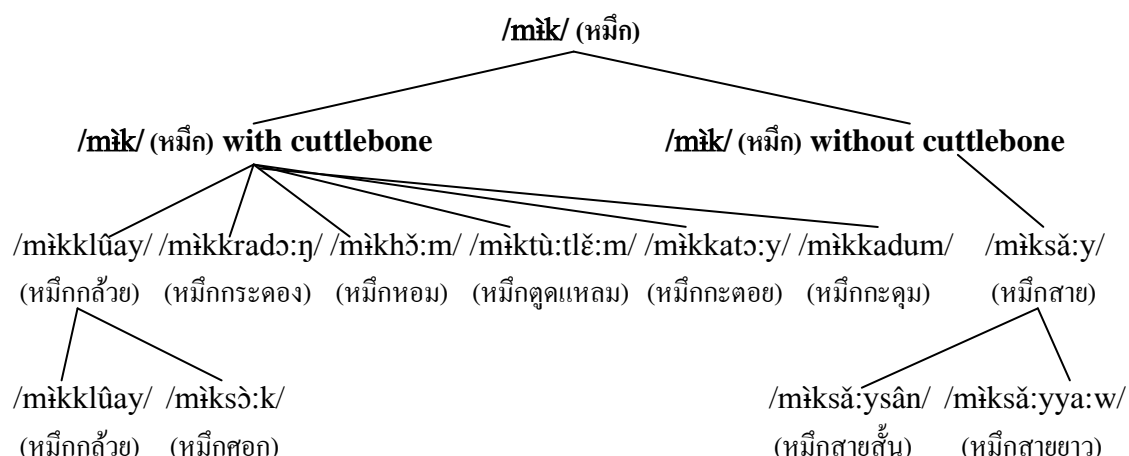 /mɨ̀k/ (หมึก)
/mɨ̀k/ (หมึก) with cuttlebone /mɨ̀k/ (หมึก) without cuttlebone
/mɨ̀kklûay/ /mɨ̀kkradɔ:ŋ/ /mɨ̀khɔ̌:m/ /mɨ̀ktù:tlɛ̌:m/ /mɨ̀kkatɔ:y/ /mɨ̀kkadum/ /mɨ̀ksǎ:y/
(หมึกกล้วย) (หมึกกระดอง) (หมึกหอม) (หมึกตูดแหลม) (หมึกกะตอย) (หมึกกะดุม) (หมึกสาย)
/mɨ̀kklûay/ /mɨ̀ksɔ̀:k/ /mɨ̀ksǎ:ysân/ /mɨ̀ksǎ:yya:w/
(หมึกกล้วย) (หมึกศอก) (หมึกสายสั้น) (หมึกสายยาว)